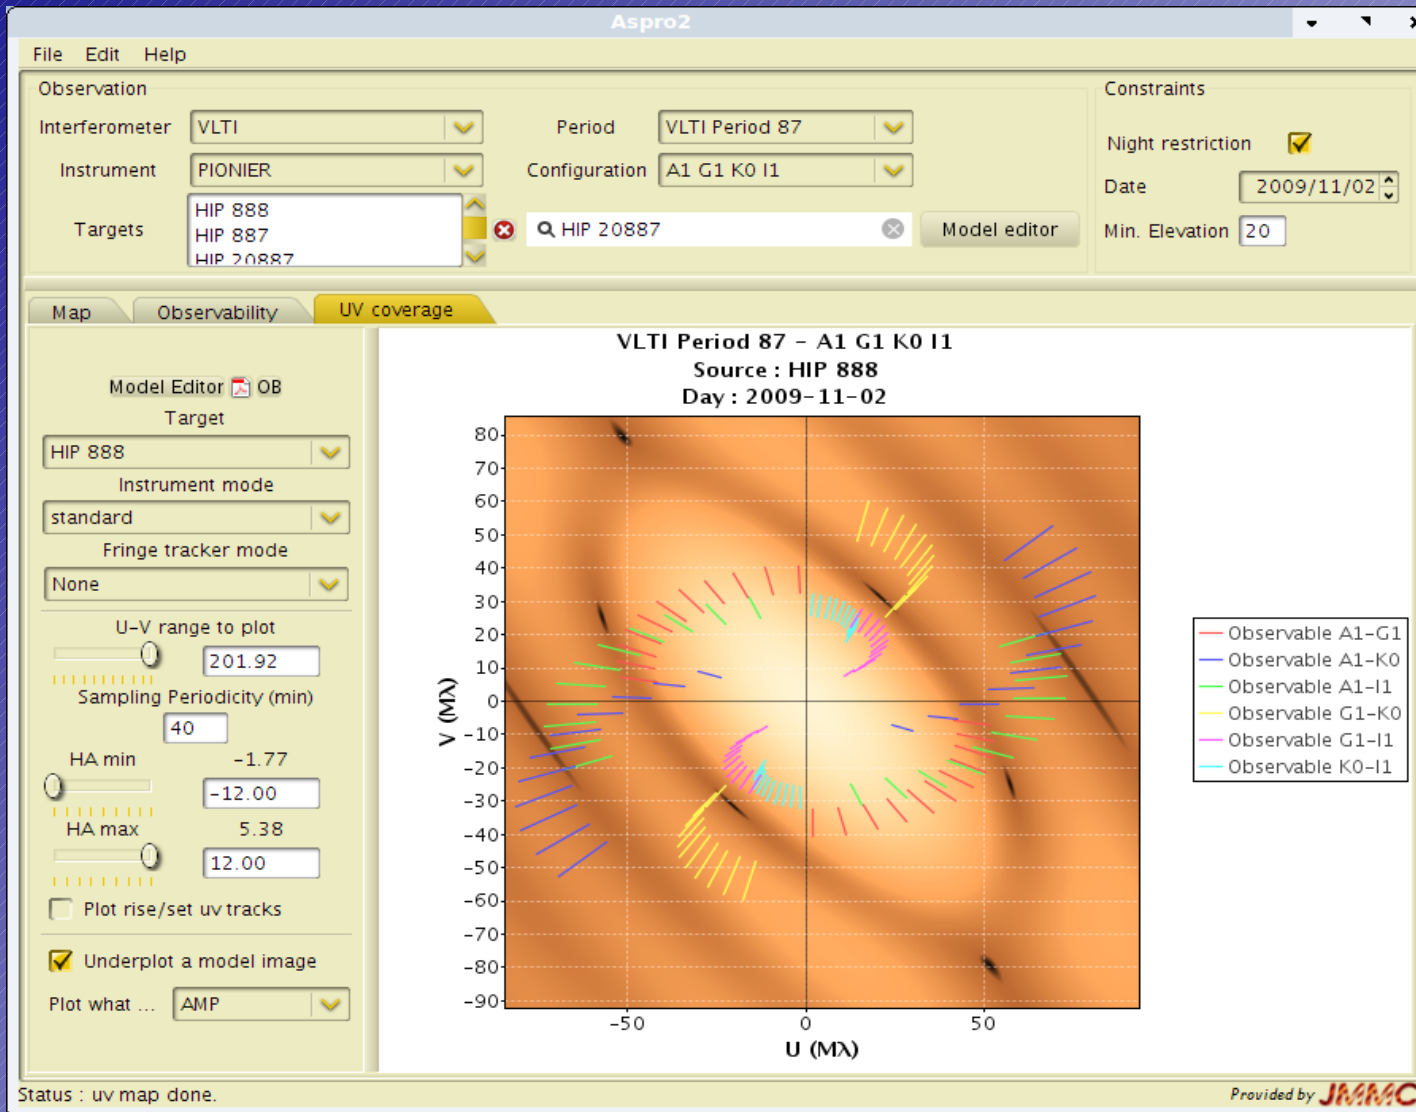 Aspro2
File Edit Help
Observation
Constraints
Interferometer VLTI Period VLTI Period 87
Night restriction
Instrument PIONIER Configuration A1 G1 K0 I1
Date 2009/11/02
Targets HIP 888
HIP 887
HIP 20887
HIP 20887 Model editor
Min. Elevation 20
Map Observability UV coverage
Model Editor OB
Target
HIP 888
Instrument mode
standard
Fringe tracker mode
None
U-V range to plot
201.92
Sampling Periodicity (min)
40
HA min -1.77
-12.00
HA max 5.38
12.00
Plot rise/set uv tracks
Underplot a model image
Plot what ... AMP
VLTI Period 87 - A1 G1 K0 I1
Source : HIP 888
Day : 2009-11-02
80
70
60
50
40
30
20
10
0
-10
-20
-30
-40
-50
-60
-70
-80
-90
V (Mλ)
-50 0 50
U (Mλ)
Observable A1-G1
Observable A1-K0
Observable A1-I1
Observable G1-K0
Observable G1-I1
Observable K0-I1
Status : uv map done.
Provided by JMMC